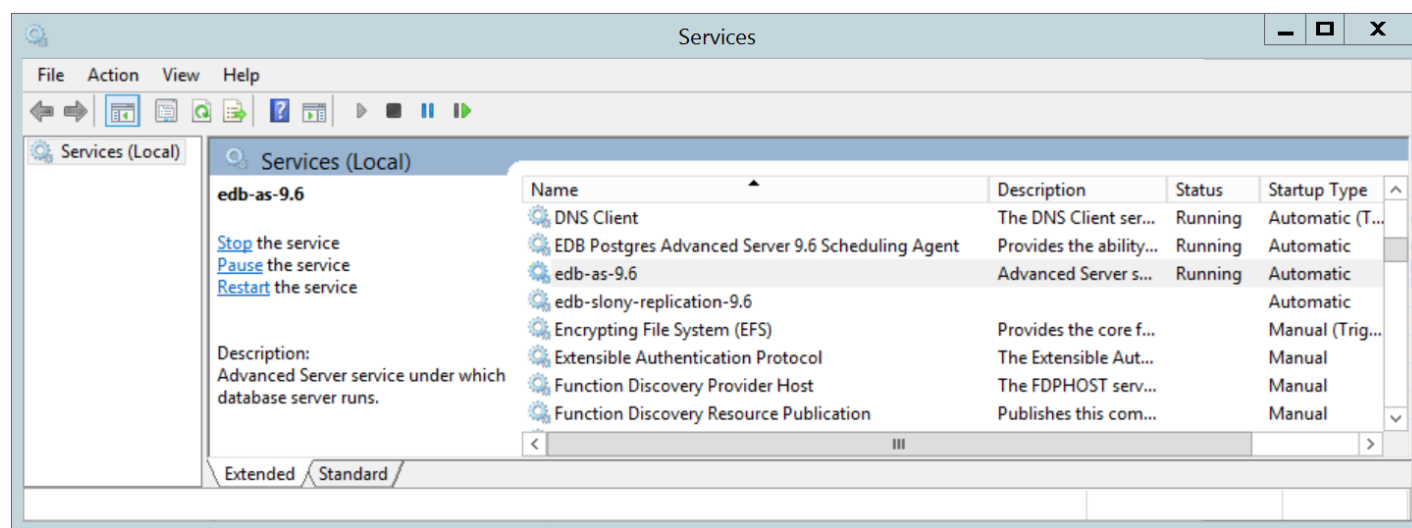 Services
File Action View Help
Services (Local)
Services (Local)
edb-as-9.6
Stop the service
Pause the service
Restart the service
Description:
Advanced Server service under which
database server runs.
Name Description Status Startup Type
DNS Client The DNS Client ser... Running Automatic (T...
EDB Postgres Advanced Server 9.6 Scheduling Agent Provides the ability... Running Automatic
edb-as-9.6 Advanced Server s... Running Automatic
edb-slony-replication-9.6 Automatic
Encrypting File System (EFS) Provides the core f... Manual (Trig...
Extensible Authentication Protocol The Extensible Aut... Manual
Function Discovery Provider Host The FDPHOST serv... Manual
Function Discovery Resource Publication Publishes this com... Manual
Extended Standard